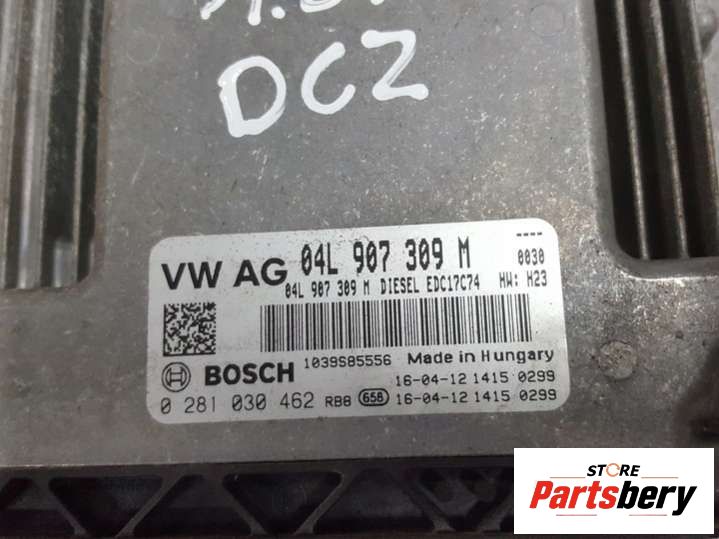 DCZ
----
VW AG 04L 907 309 M 0030
04L 907 309 M DIESEL EDC17C74 HW: H23
1039S85556 Made in Hungary
BOSCH 16-04-12 1415 0299
0 281 030 462 RBB 658 16-04-12 1415 0299
STORE
Partsbery